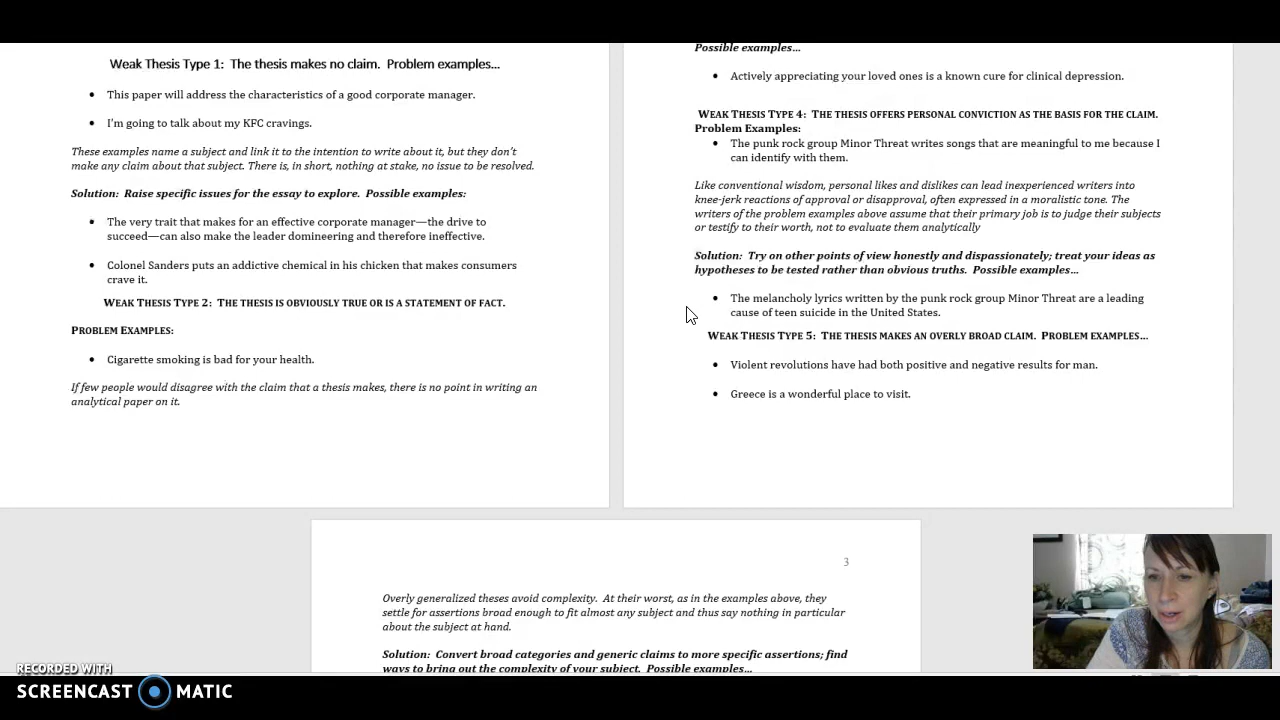 Weak Thesis Type 1:  The thesis makes no claim.  Problem examples…
• This paper will address the characteristics of a good corporate manager.
• I'm going to talk about my KFC cravings.
These examples name a subject and link it to the intention to write about it, but they don't
make any claim about that subject. There is, in short, nothing at stake, no issue to be resolved.
Solution:  Raise specific issues for the essay to explore.  Possible examples:
• The very trait that makes for an effective corporate manager—the drive to
succeed—can also make the leader domineering and therefore ineffective.
• Colonel Sanders puts an addictive chemical in his chicken that makes consumers
crave it.
WEAK THESIS TYPE 2:  THE THESIS IS OBVIOUSLY TRUE OR IS A STATEMENT OF FACT.
PROBLEM EXAMPLES:
• Cigarette smoking is bad for your health.
If few people would disagree with the claim that a thesis makes, there is no point in writing an
analytical paper on it.
Possible examples…
• Actively appreciating your loved ones is a known cure for clinical depression.
WEAK THESIS TYPE 4:  THE THESIS OFFERS PERSONAL CONVICTION AS THE BASIS FOR THE CLAIM.
Problem Examples:
• The punk rock group Minor Threat writes songs that are meaningful to me because I
can identify with them.
Like conventional wisdom, personal likes and dislikes can lead inexperienced writers into
knee-jerk reactions of approval or disapproval, often expressed in a moralistic tone. The
writers of the problem examples above assume that their primary job is to judge their subjects
or testify to their worth, not to evaluate them analytically
Solution:  Try on other points of view honestly and dispassionately; treat your ideas as
hypotheses to be tested rather than obvious truths.  Possible examples…
• The melancholy lyrics written by the punk rock group Minor Threat are a leading
cause of teen suicide in the United States.
WEAK THESIS TYPE 5:  THE THESIS MAKES AN OVERLY BROAD CLAIM.  PROBLEM EXAMPLES…
• Violent revolutions have had both positive and negative results for man.
• Greece is a wonderful place to visit.
3
Overly generalized theses avoid complexity.  At their worst, as in the examples above, they
settle for assertions broad enough to fit almost any subject and thus say nothing in particular
about the subject at hand.
Solution:  Convert broad categories and generic claims to more specific assertions; find
ways to bring out the complexity of your subject.  Possible examples…
RECORDED WITH
SCREENCAST MATIC